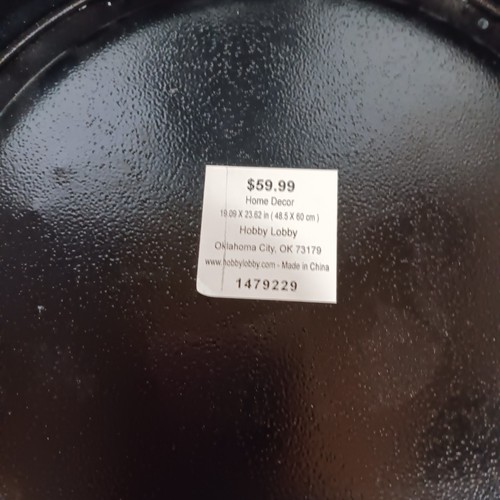 $59.99
Home Decor
19.09 X 23.62 in ( 48.5 X 60 cm )
Hobby Lobby
Oklahoma City, OK 73179
www.hobbylobby.com - Made in China
1479229